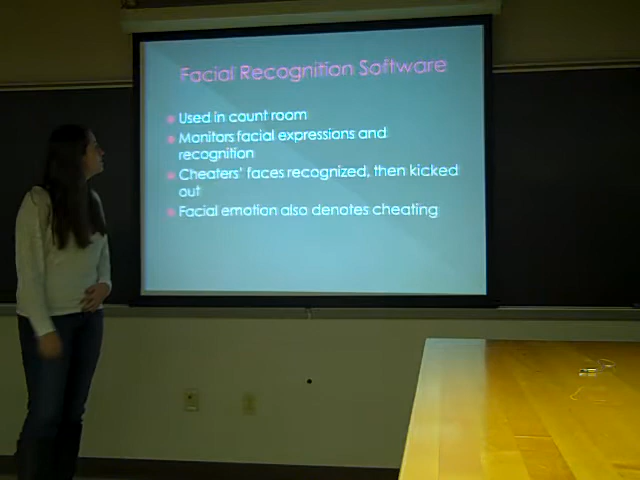 Facial Recognition Software
Used in count room
Monitors facial expressions and
recognition
Cheaters' faces recognized, then kicked
out
Facial emotion also denotes cheating